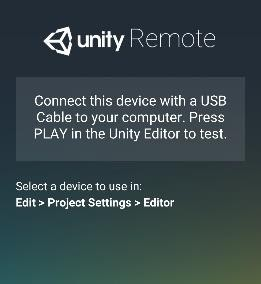 unity Remote
Connect this device with a USB
Cable to your computer. Press
PLAY in the Unity Editor to test.
Select a device to use in:
Edit > Project Settings > Editor